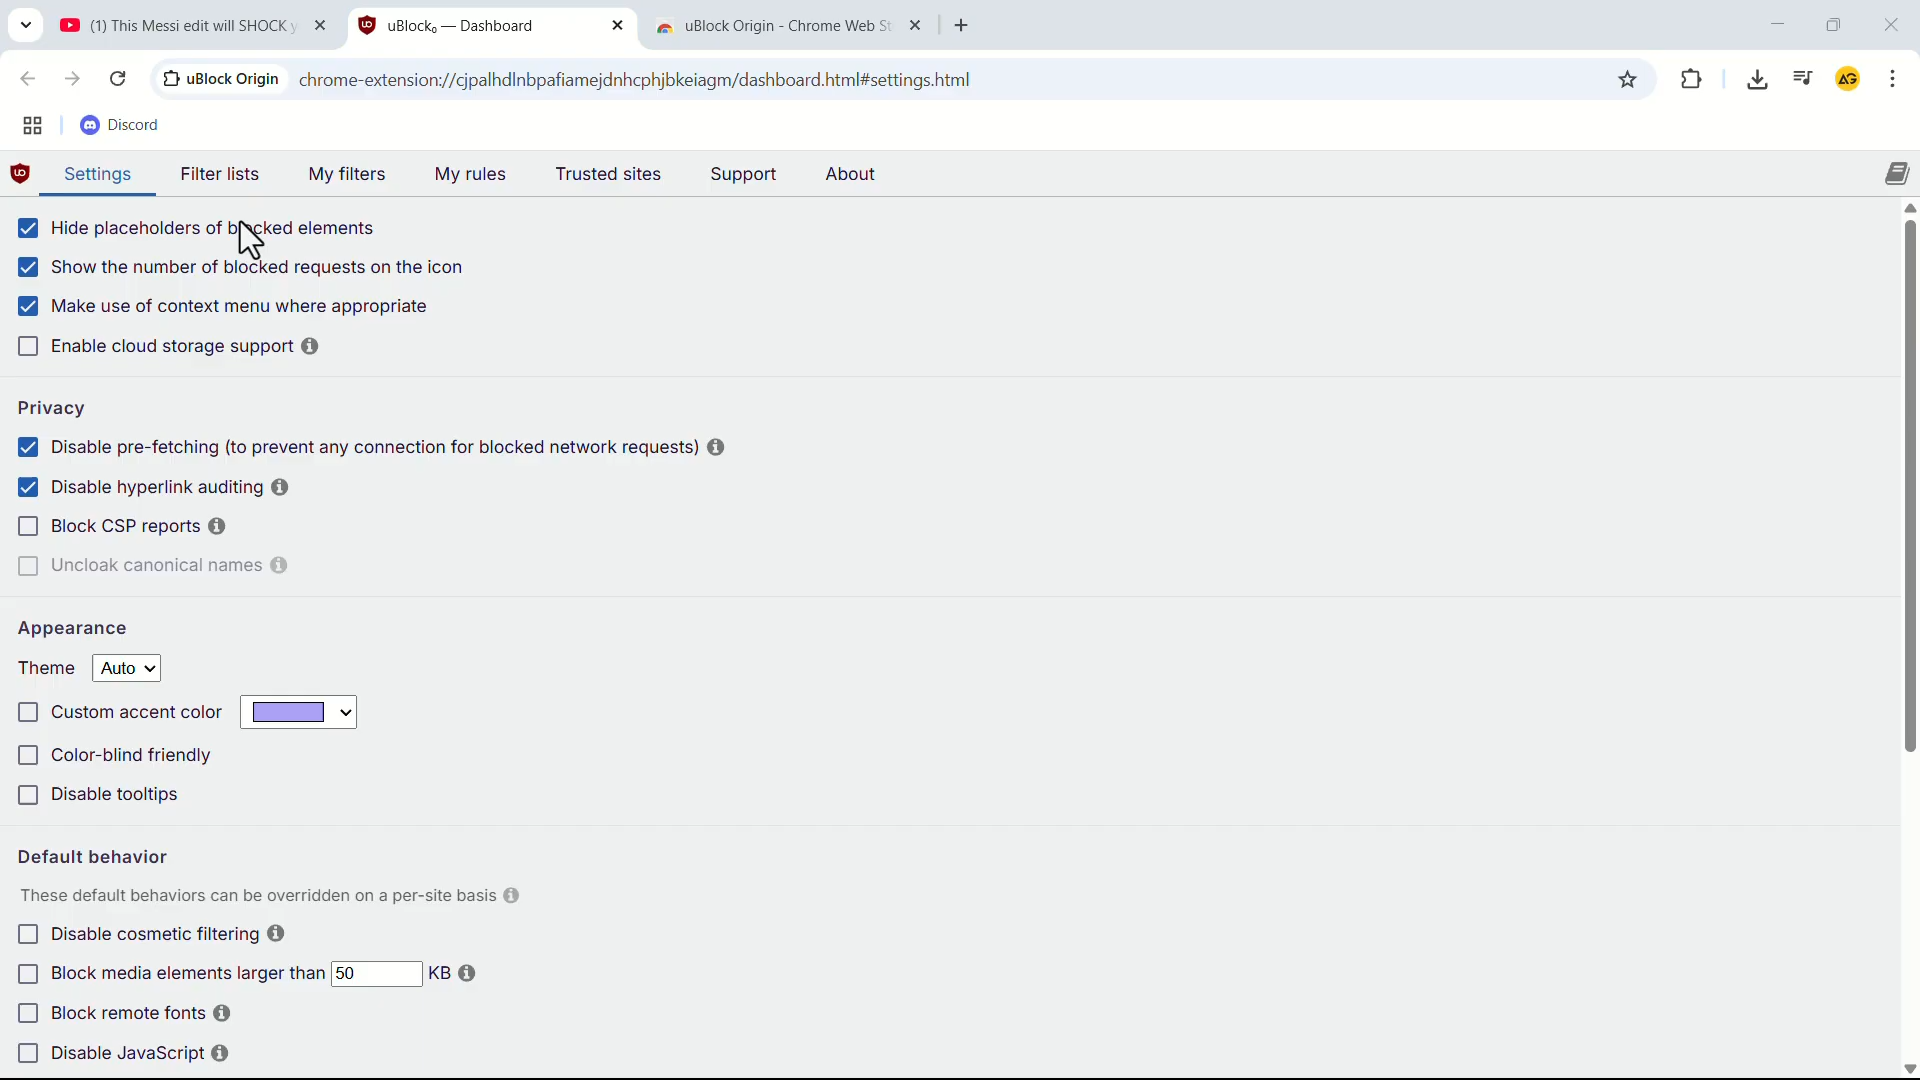 (1) This Messi edit will SHOCK y
uBlock₀ — Dashboard
uBlock Origin - Chrome Web St
uBlock Origin
chrome-extension://cjpalhdlnbpafiamejdnhcphjbkeiagm/dashboard.html#settings.html
AG
Discord
Settings
Filter lists
My filters
My rules
Trusted sites
Support
About
Hide placeholders of blocked elements
Show the number of blocked requests on the icon
Make use of context menu where appropriate
Enable cloud storage support
Privacy
Disable pre-fetching (to prevent any connection for blocked network requests)
Disable hyperlink auditing
Block CSP reports
Uncloak canonical names
Appearance
Theme Auto
Custom accent color
Color-blind friendly
Disable tooltips
Default behavior
These default behaviors can be overridden on a per-site basis
Disable cosmetic filtering
Block media elements larger than 50 KB
Block remote fonts
Disable JavaScript